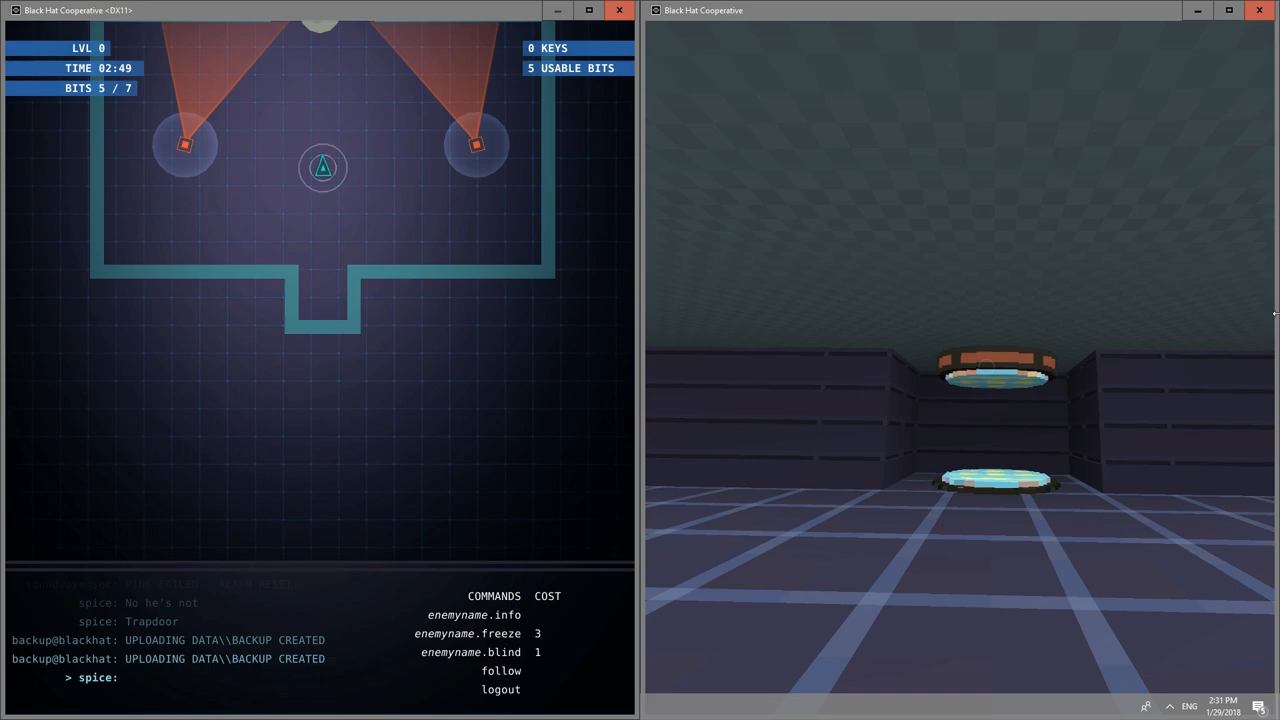 Black Hat Cooperative <DX11>
LVL 0
TIME 02:49
BITS 5 / 7
0 KEYS
5 USABLE BITS
spice: No he's not
spice: Trapdoor
backup@blackhat: UPLOADING DATA\\BACKUP CREATED
backup@blackhat: UPLOADING DATA\\BACKUP CREATED
> spice:
COMMANDS COST
enemyname.info
enemyname.freeze 3
enemyname.blind 1
follow
logout
Black Hat Cooperative
ENG
2:31 PM
1/29/2018
5